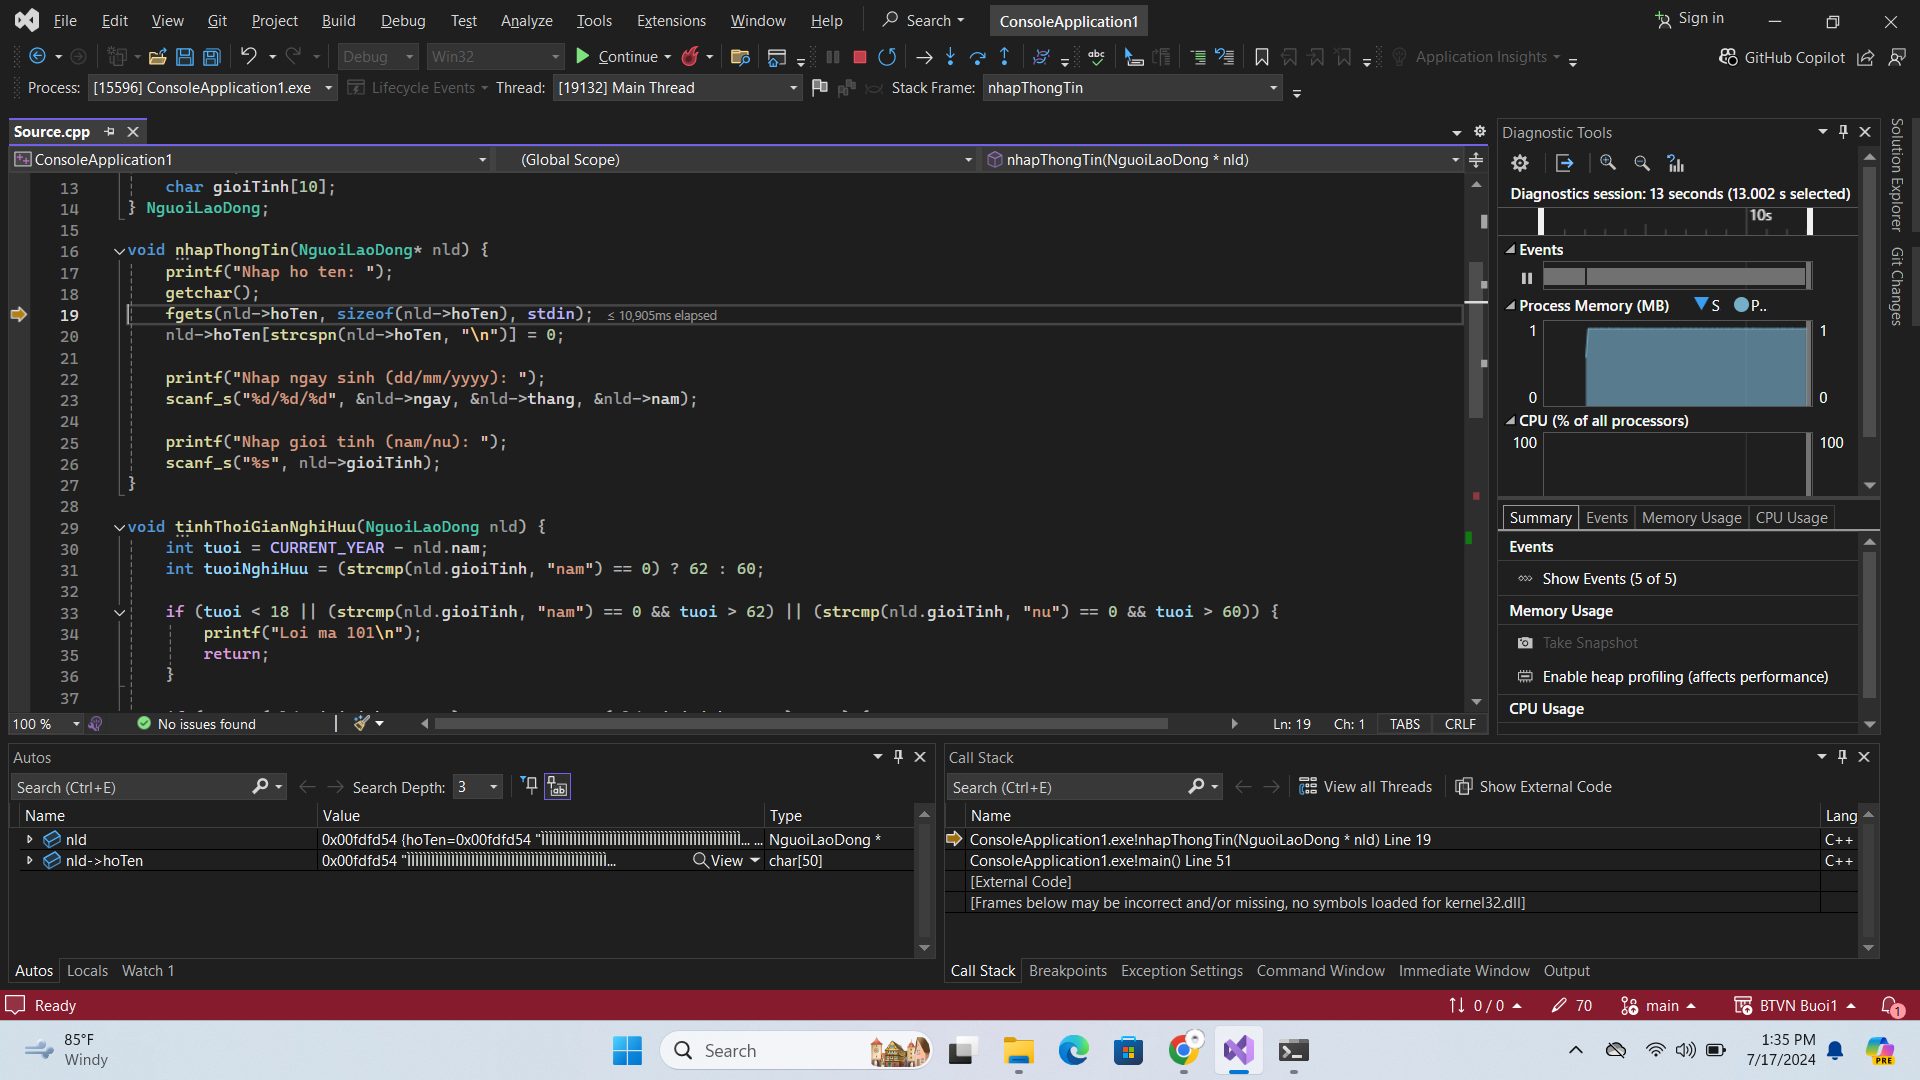 File Edit View Git Project Build Debug Test Analyze Tools Extensions Window Help Search ConsoleApplication1 Sign in
Debug Win32 Continue abc Application Insights GitHub Copilot
Process: [15596] ConsoleApplication1.exe Lifecycle Events Thread: [19132] Main Thread Stack Frame: nhapThongTin
Source.cpp
ConsoleApplication1 (Global Scope) nhapThongTin(NguoiLaoDong * nld)
13 char gioiTinh[10];
14 } NguoiLaoDong;
15
16 void nhapThongTin(NguoiLaoDong* nld) {
17 printf("Nhap ho ten: ");
18 getchar();
19 fgets(nld->hoTen, sizeof(nld->hoTen), stdin); ≤ 10,905ms elapsed
20 nld->hoTen[strcspn(nld->hoTen, "\n")] = 0;
21
22 printf("Nhap ngay sinh (dd/mm/yyyy): ");
23 scanf_s("%d/%d/%d", &nld->ngay, &nld->thang, &nld->nam);
24
25 printf("Nhap gioi tinh (nam/nu): ");
26 scanf_s("%s", nld->gioiTinh);
27 }
28
29 void tinhThoiGianNghiHuu(NguoiLaoDong nld) {
30 int tuoi = CURRENT_YEAR - nld.nam;
31 int tuoiNghiHuu = (strcmp(nld.gioiTinh, "nam") == 0) ? 62 : 60;
32
33 if (tuoi < 18 || (strcmp(nld.gioiTinh, "nam") == 0 && tuoi > 62) || (strcmp(nld.gioiTinh, "nu") == 0 && tuoi > 60)) {
34 printf("Loi ma 101\n");
35 return;
36 }
37
100 % No issues found Ln: 19 Ch: 1 TABS CRLF
Diagnostic Tools
Diagnostics session: 13 seconds (13.002 s selected)
10s
Events
Process Memory (MB) S P..
1 1
0 0
CPU (% of all processors)
100 100
Summary Events Memory Usage CPU Usage
Events
Show Events (5 of 5)
Memory Usage
Take Snapshot
Enable heap profiling (affects performance)
CPU Usage
Solution Explorer
Git Changes
Autos
Search (Ctrl+E) Search Depth: 3
Name Value Type
nld 0x00fdfd54 {hoTen=0x00fdfd54 " ... ... NguoiLaoDong *
nld->hoTen 0x00fdfd54 " ... View char[50]
Autos Locals Watch 1
Call Stack
Search (Ctrl+E) View all Threads Show External Code
Name Lang
ConsoleApplication1.exe!nhapThongTin(NguoiLaoDong * nld) Line 19 C++
ConsoleApplication1.exe!main() Line 51 C++
[External Code]
[Frames below may be incorrect and/or missing, no symbols loaded for kernel32.dll]
Call Stack Breakpoints Exception Settings Command Window Immediate Window Output
Ready 0 / 0 70 main BTVN Buoi1 1
85°F
Windy
Search
PRE
1:35 PM
7/17/2024